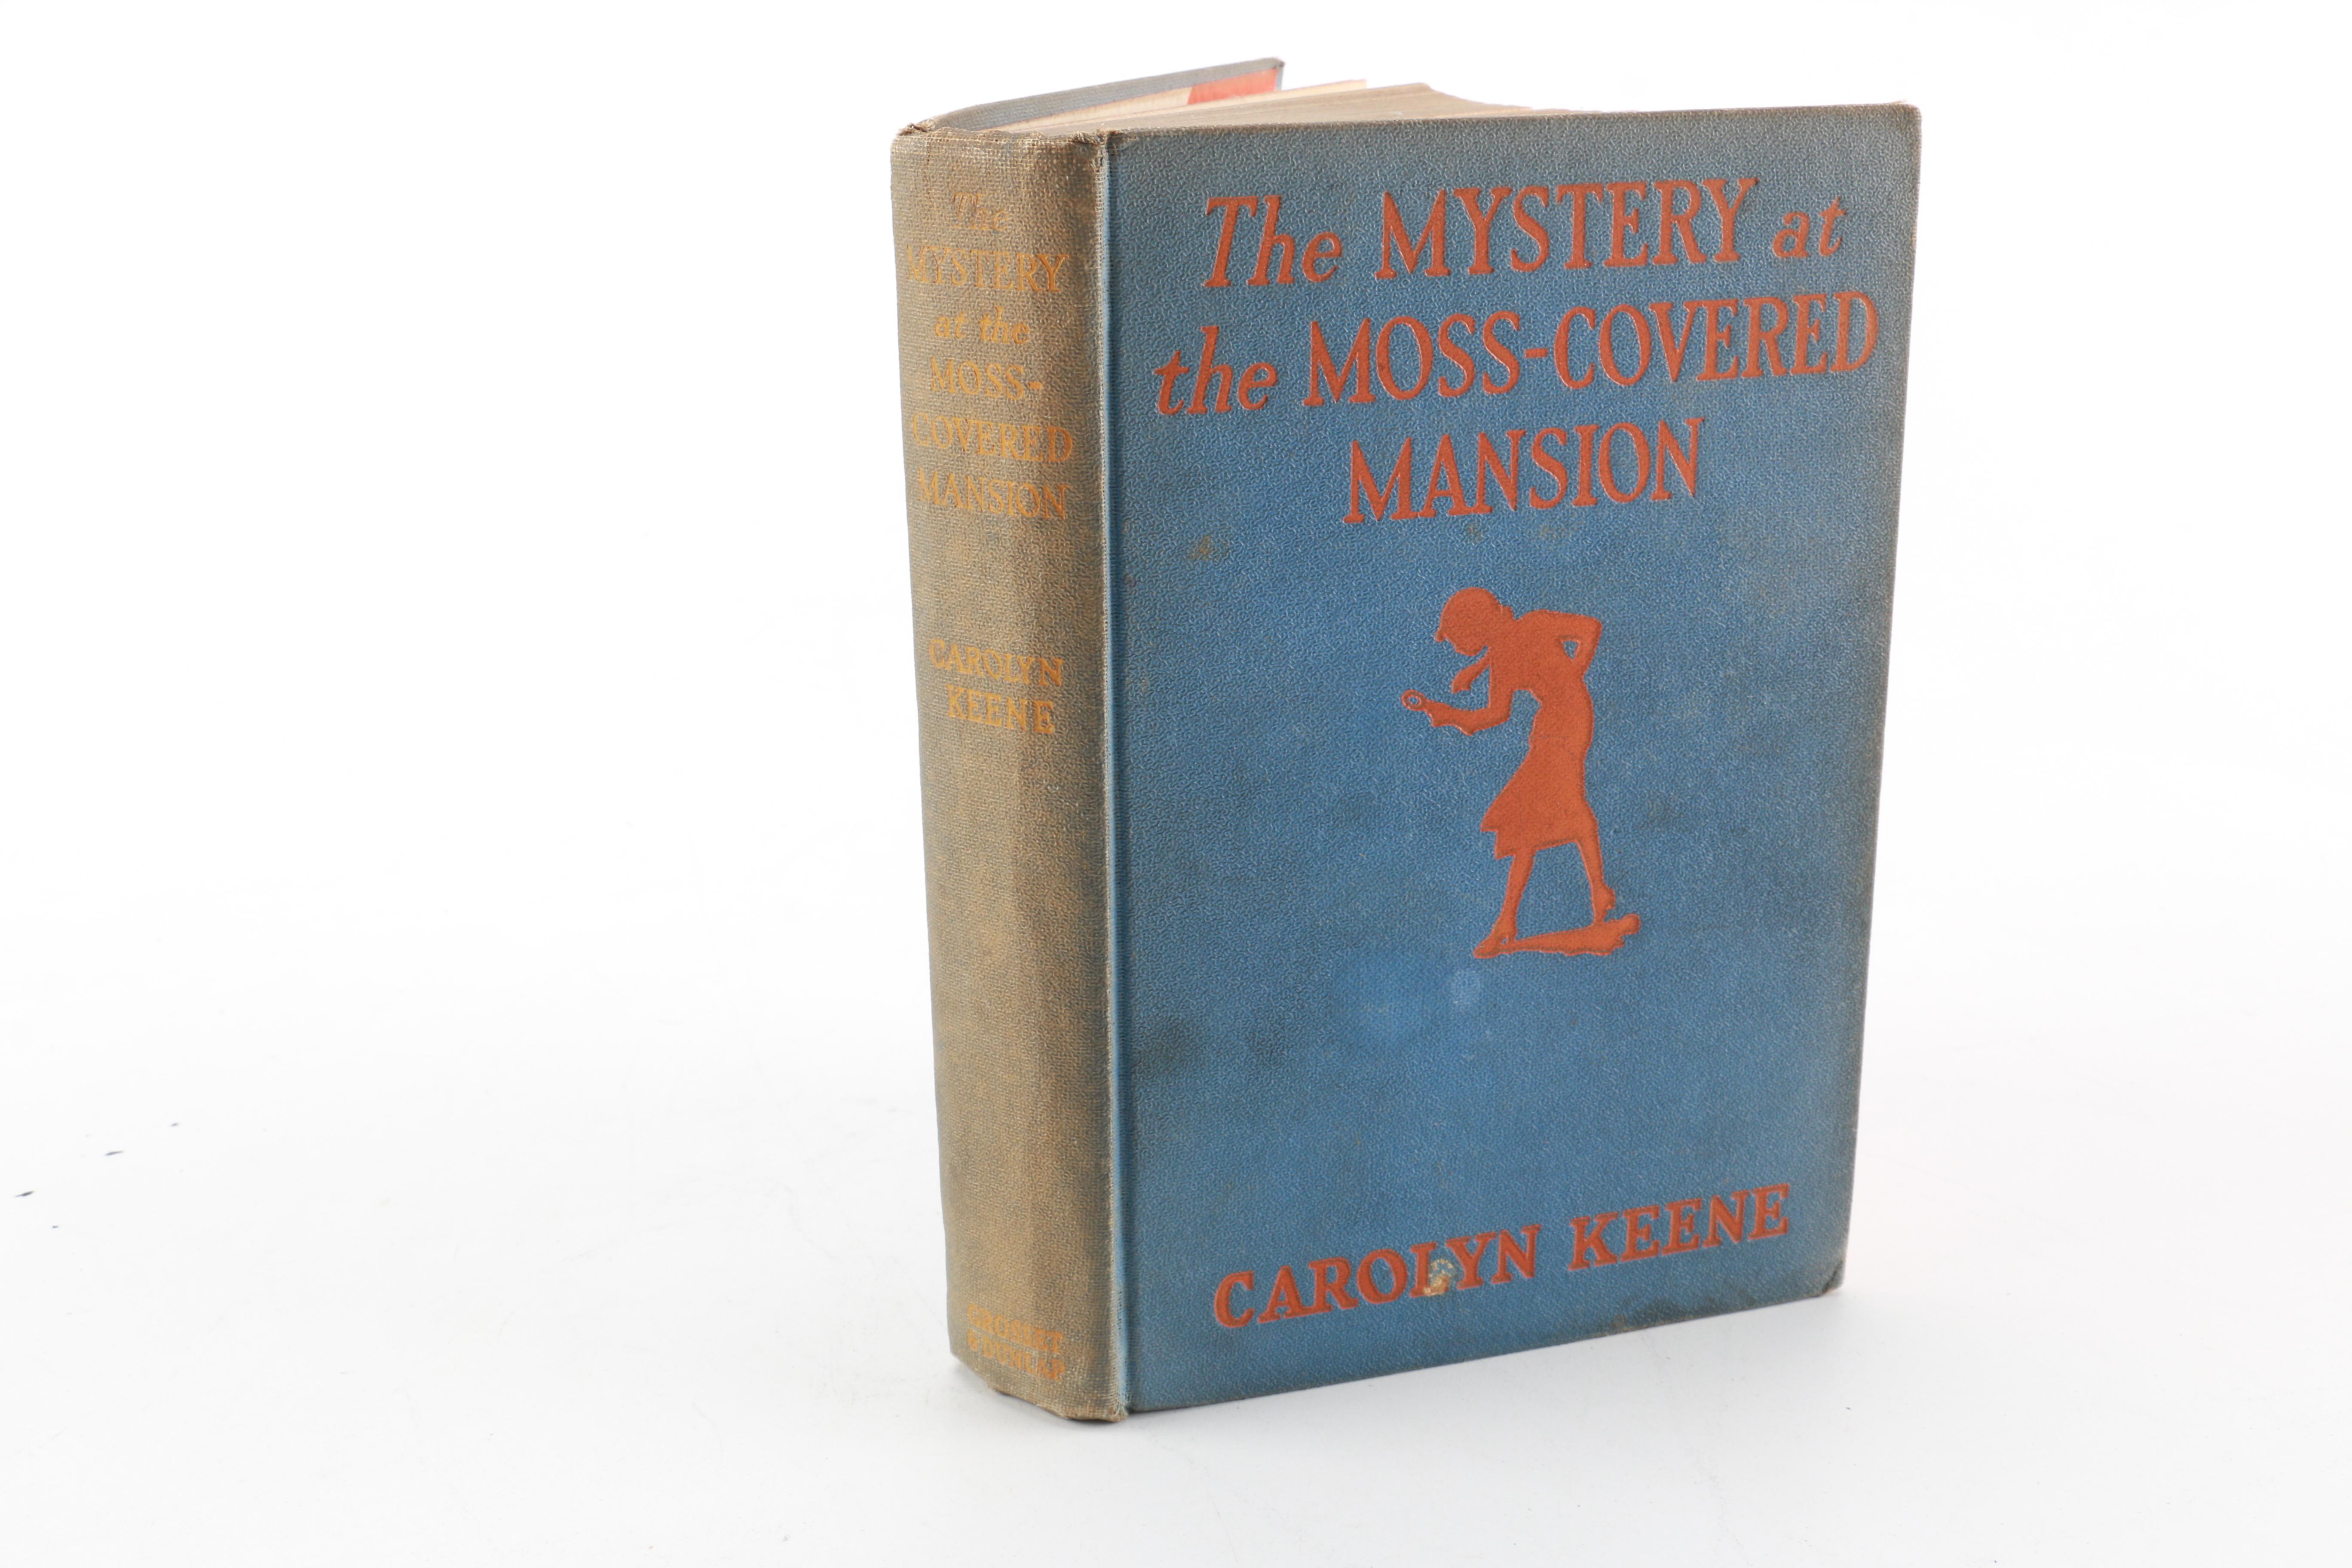 The
MYSTERY
at the
MOSS-
COVERED
MANSION
CAROLYN
KEENE
GROSSET
& DUNLAP
The MYSTERY at
the MOSS-COVERED
MANSION
CAROLYN KEENE